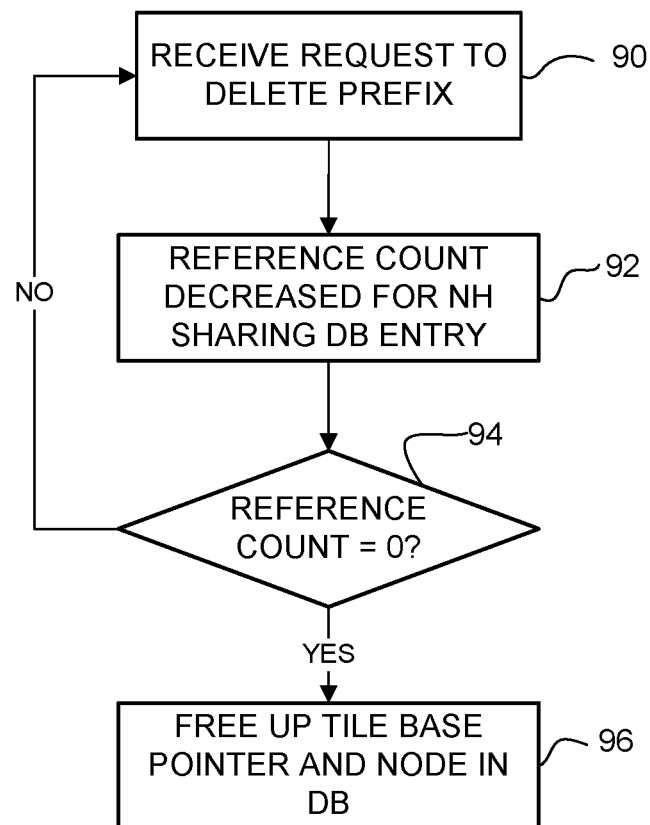 RECEIVE REQUEST TO
DELETE PREFIX
90
REFERENCE COUNT
DECREASED FOR NH
SHARING DB ENTRY
92
NO
94
REFERENCE
COUNT = 0?
YES
FREE UP TILE BASE
POINTER AND NODE IN
DB
96